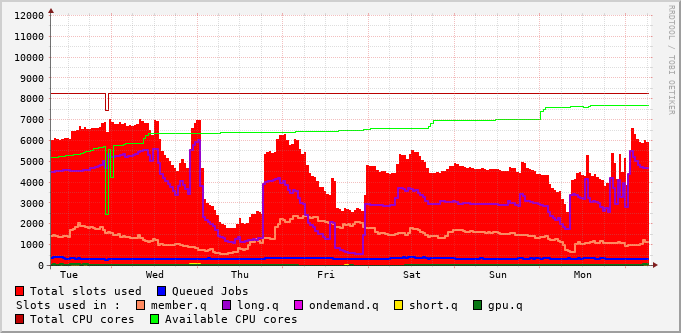 RRDTOOL / TOBI OETIKER
12000
11000
10000
9000
8000
7000
6000
5000
4000
3000
2000
1000
0
Tue Wed Thu Fri Sat Sun Mon
Total slots used Queued Jobs
Slots used in : member.q long.q ondemand.q short.q gpu.q
Total CPU cores Available CPU cores